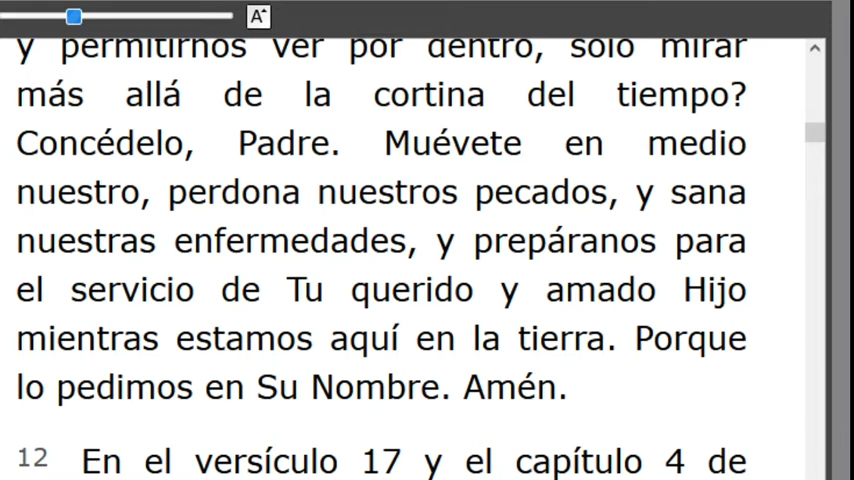 A
y permitirnos ver por dentro, sólo mirar
más allá de la cortina del tiempo?
Concédelo, Padre. Muévete en medio
nuestro, perdona nuestros pecados, y sana
nuestras enfermedades, y prepáranos para
el servicio de Tu querido y amado Hijo
mientras estamos aquí en la tierra. Porque
lo pedimos en Su Nombre. Amén.
12 En el versículo 17 y el capítulo 4 de